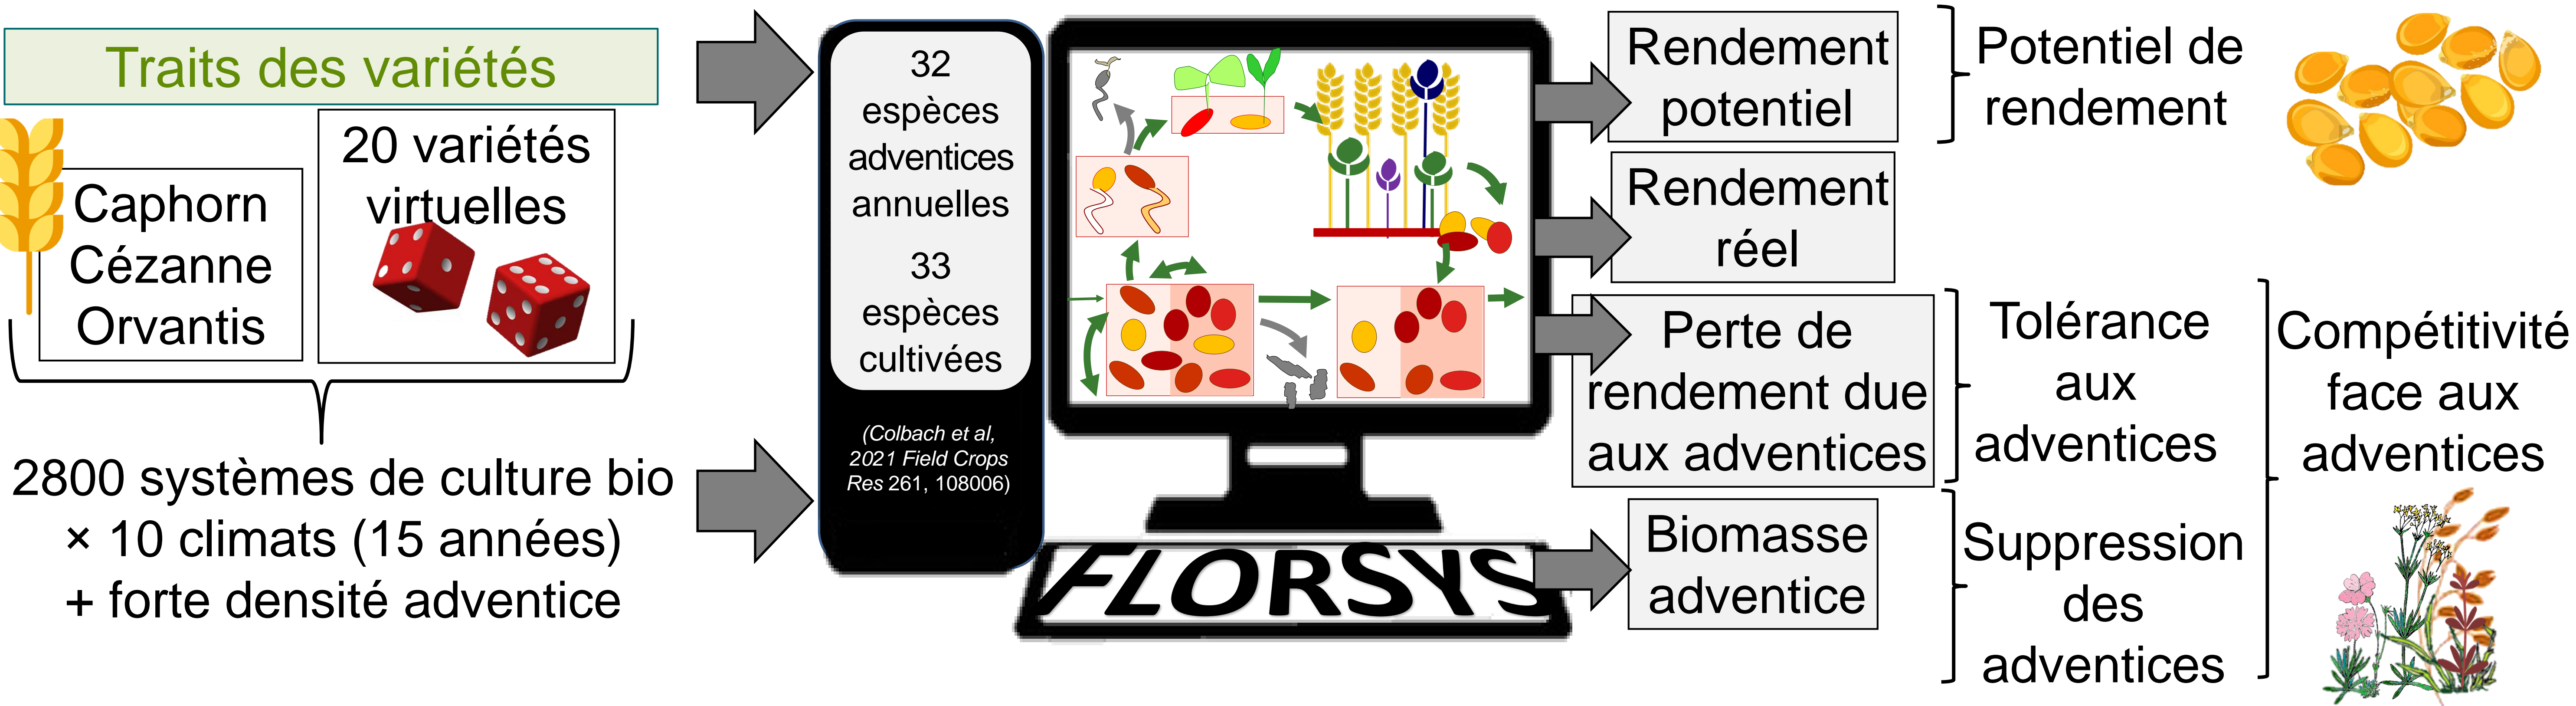 Traits des variétés
Caphorn
Cézanne
Orvantis
20 variétés
virtuelles
2800 systèmes de culture bio
× 10 climats (15 années)
+ forte densité adventice
32
espèces
adventices
annuelles
33
espèces
cultivées
(Colbach et al,
2021 Field Crops
Res 261, 108006)
FLORSYS
Rendement
potentiel
Rendement
réel
Perte de
rendement due
aux adventices
Biomasse
adventice
Potentiel de
rendement
Tolérance
aux
adventices
Suppression
des
adventices
Compétitivité
face aux
adventices